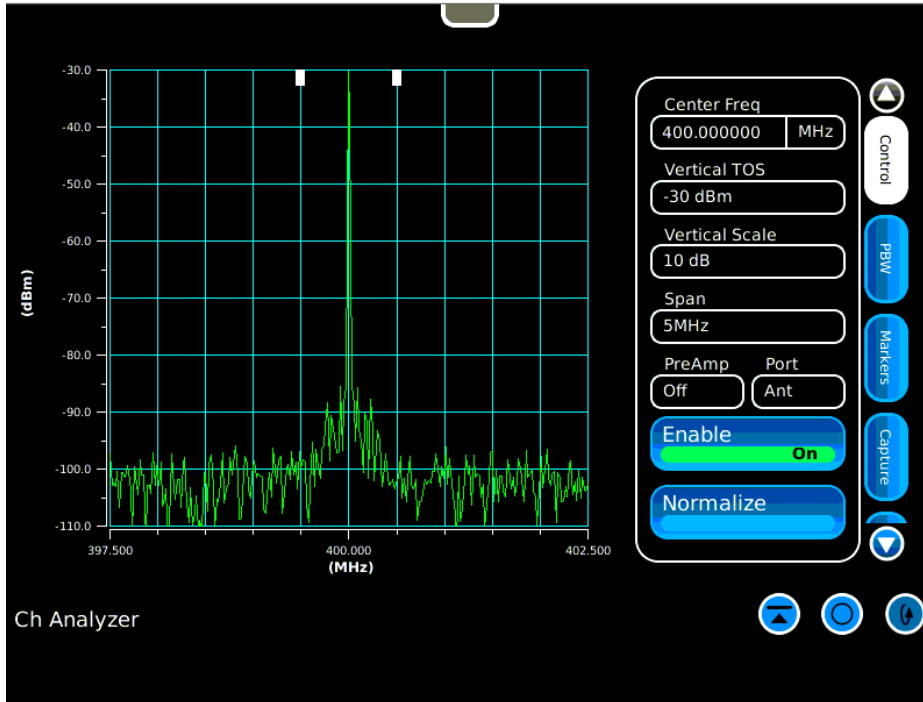 -30.0
-40.0
-50.0
-60.0
-70.0
-80.0
-90.0
-100.0
-110.0
(dBm)
397.500 400.000 402.500
(MHz)
Center Freq
400.000000 MHz
Vertical TOS
-30 dBm
Vertical Scale
10 dB
Span
5MHz
PreAmp Port
Off Ant
Enable
On
Normalize
Control
PBW
Markers
Capture
Ch Analyzer